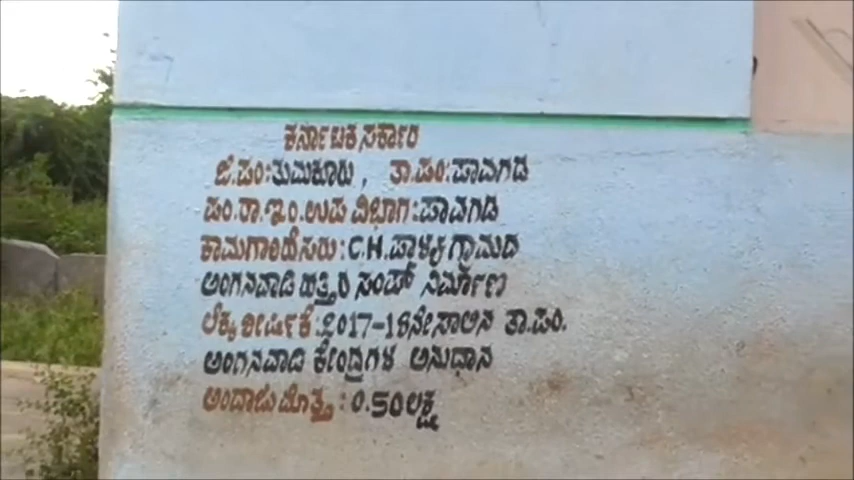 ಕರ್ನಾಟಕ ಸರ್ಕಾರ
ಜಿ.ಪಂ:ತುಮಕೂರು, ತಾ.ಪಂ:ಪಾವಗಡ
ಪಂ.ರಾ.ಇಂ.ಉಪ ವಿಭಾಗ:ಪಾವಗಡ
ಕಾಮಗಾರಿಹೆಸರು:C.H.ಪಾಳ್ಯ ಗ್ರಾಮದ
ಅಂಗನವಾಡಿ ಹತ್ತಿರ ಸಂಪ್ ನಿರ್ಮಾಣ
ಲೆಕ್ಕಶೀರ್ಷಿಕೆ:2017-18ನೇಸಾಲಿನ ತಾ.ಪಂ.
ಅಂಗನವಾಡಿ ಕೇಂದ್ರಗಳ ಅನುದಾನ
ಅಂದಾಜು ಮೊತ್ತ:0.50ಲಕ್ಷ